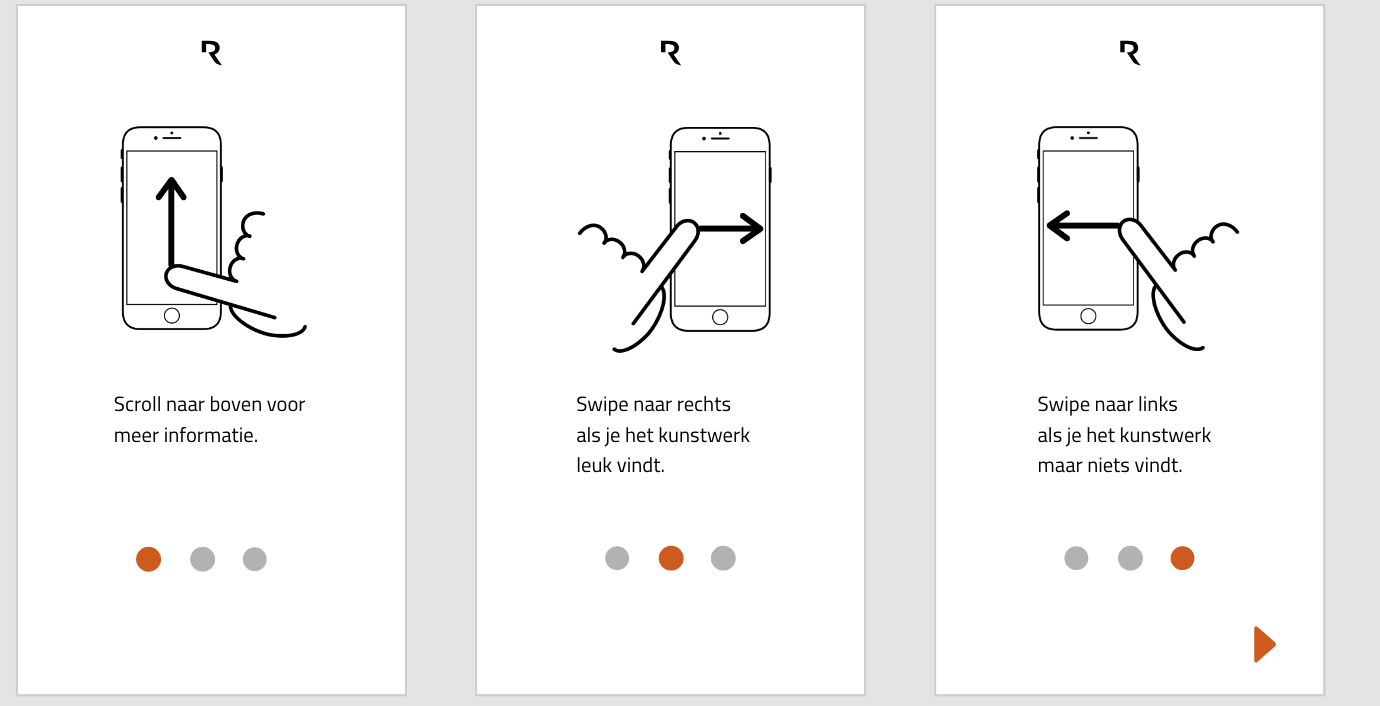 R
Scroll naar boven voor
meer informatie.
R
Swipe naar rechts
als je het kunstwerk
leuk vindt.
R
Swipe naar links
als je het kunstwerk
maar niets vindt.